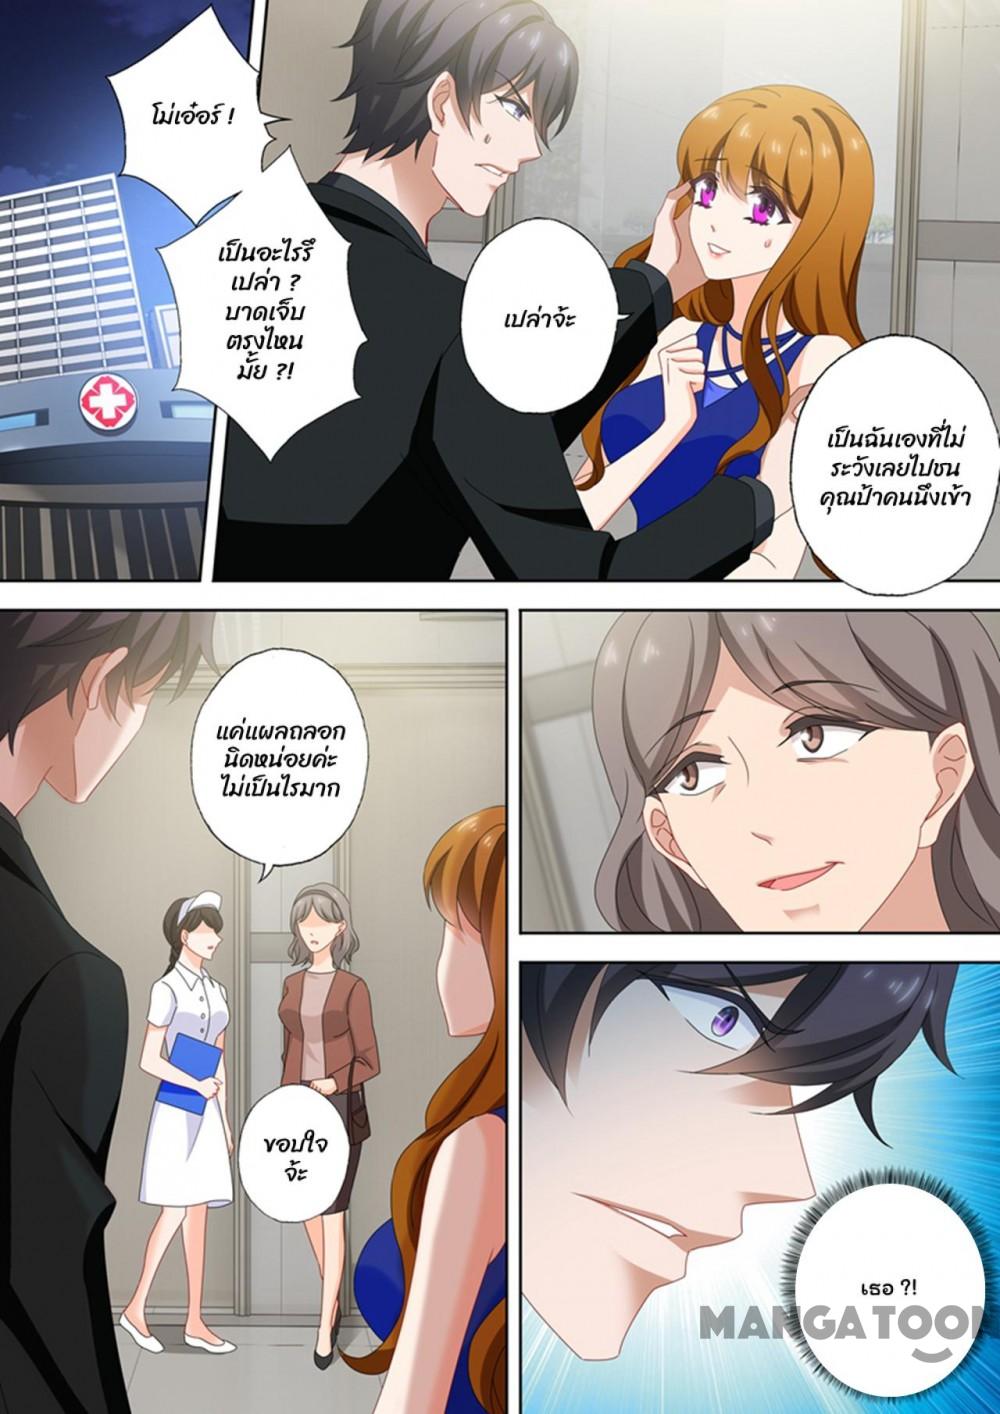 โม่เอ๋อร์ !
เป็นอะไรรึ
เปล่า ?
บาดเจ็บ
ตรงไหน
มั้ย ?!
เปล่าจ้ะ
เป็นฉันเองที่ไม่
ระวังเลยไปชน
คุณป้าคนนึงเข้า
แค่แผลถลอก
นิดหน่อยค่ะ
ไม่เป็นไรมาก
ขอบใจ
จ้ะ
เธอ ?!
MANGATOON